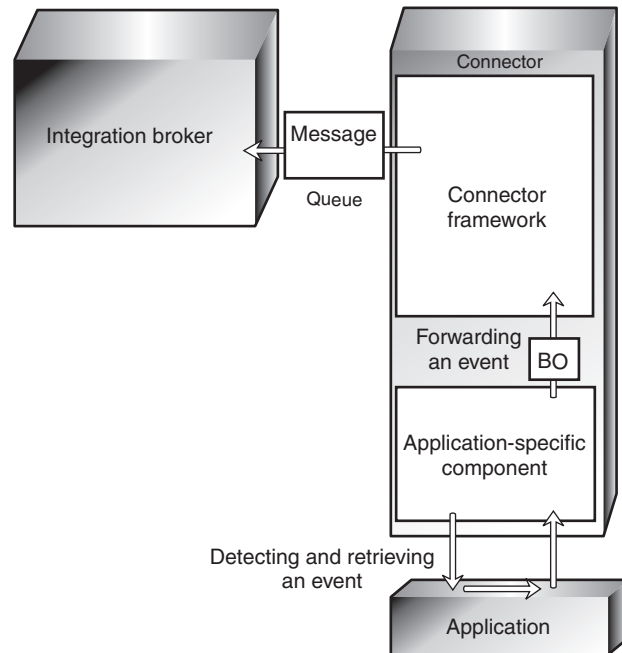 Connector
Integration broker
Message
Queue
Connector
framework
Forwarding
an event
BO
Application-specific
component
Detecting and retrieving
an event
Application